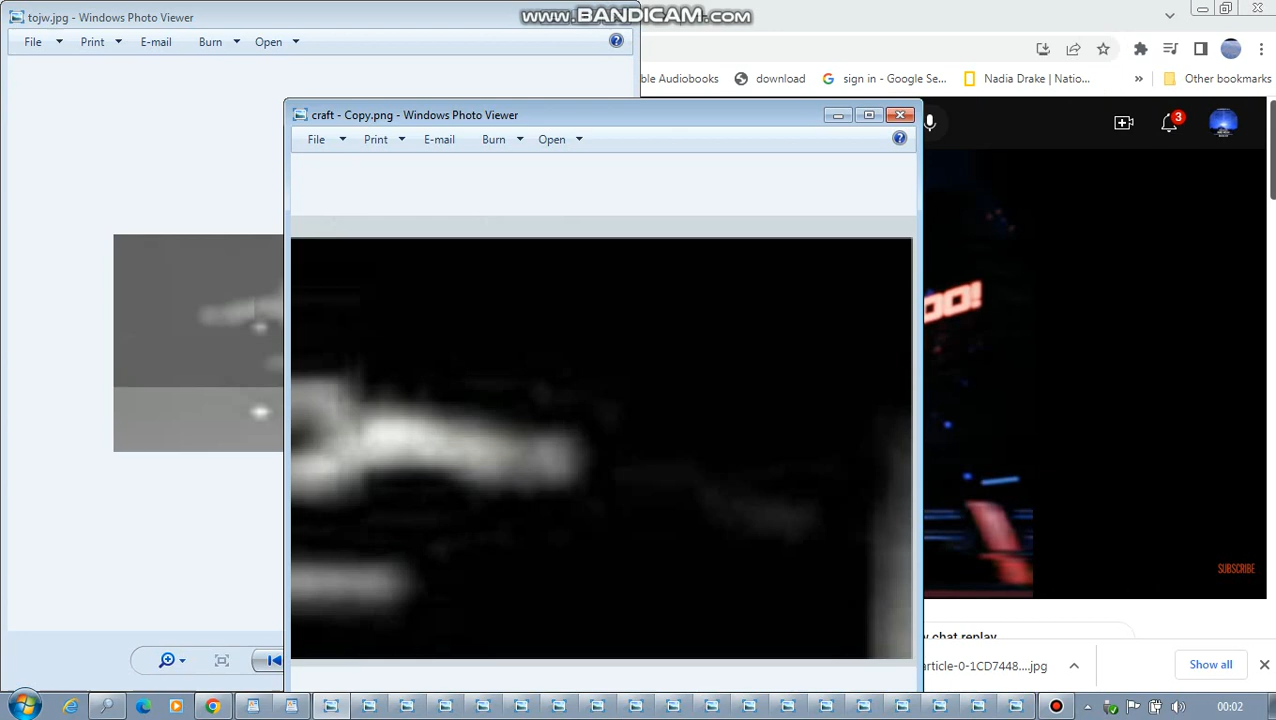 www.BANDICAM.com
tojw.jpg - Windows Photo Viewer
File Print E-mail Burn Open
ble Audiobooks download sign in - Google Se... Nadia Drake | Natio... » Other bookmarks
craft - Copy.png - Windows Photo Viewer
3
File Print E-mail Burn Open
OO!
SUBSCRIBE
chat replay
article-0-1CD7448....jpg
Show all
00:02